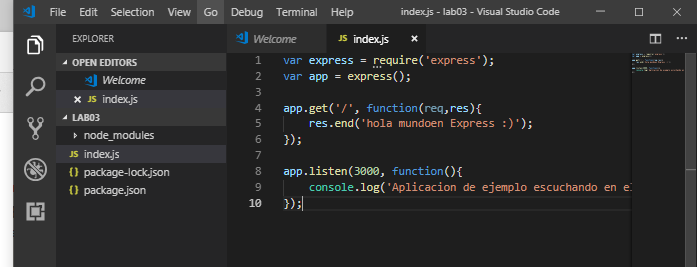 File Edit Selection View Go Debug Terminal Help index.js - lab03 - Visual Studio Code
EXPLORER
OPEN EDITORS
Welcome
JS index.js
LAB03
node_modules
JS index.js
{} package-lock.json
{} package.json
Welcome JS index.js
1 var express = require('express');
2 var app = express();
3
4 app.get('/', function(req,res){
5 res.end('hola mundoen Express :)');
6 });
7
8 app.listen(3000, function(){
9 console.log('Aplicacion de ejemplo escuchando en el
10 });